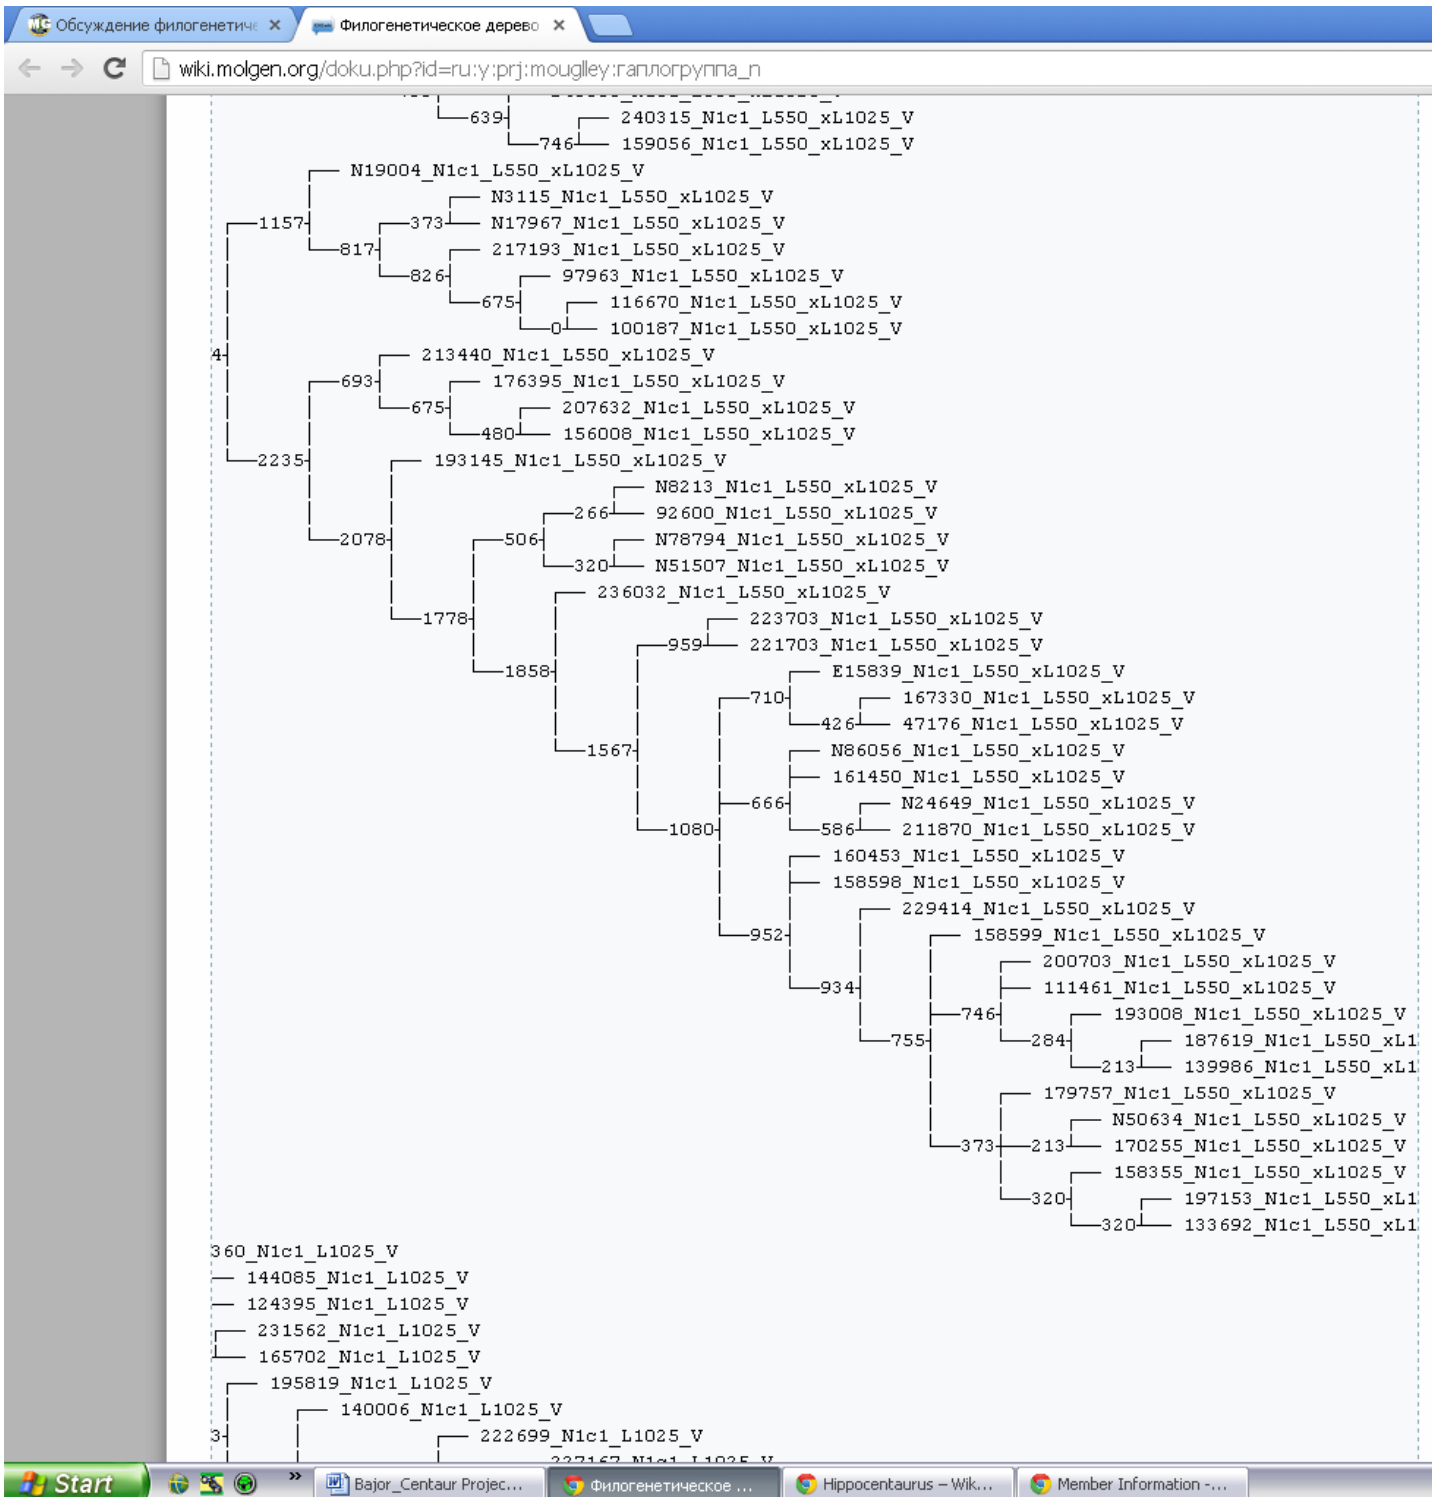 Обсуждение филогенетиче
Филогенетическое дерево
wiki.molgen.org/doku.php?id=ru:y:prj:mouglley:гаплогруппа_n
639
240315_N1c1_L550_xL1025_V
746
159056_N1c1_L550_xL1025_V
N19004_N1c1_L550_xL1025_V
N3115_N1c1_L550_xL1025_V
1157 373 N17967_N1c1_L550_xL1025_V
817 217193_N1c1_L550_xL1025_V
826 97963_N1c1_L550_xL1025_V
675 116670_N1c1_L550_xL1025_V
0 100187_N1c1_L550_xL1025_V
4 213440_N1c1_L550_xL1025_V
693 176395_N1c1_L550_xL1025_V
675 207632_N1c1_L550_xL1025_V
480 156008_N1c1_L550_xL1025_V
2235 193145_N1c1_L550_xL1025_V
N8213_N1c1_L550_xL1025_V
266 92600_N1c1_L550_xL1025_V
2078 506 N78794_N1c1_L550_xL1025_V
320 N51507_N1c1_L550_xL1025_V
236032_N1c1_L550_xL1025_V
1778 223703_N1c1_L550_xL1025_V
959 221703_N1c1_L550_xL1025_V
1858 E15839_N1c1_L550_xL1025_V
710 167330_N1c1_L550_xL1025_V
426 47176_N1c1_L550_xL1025_V
1567 N86056_N1c1_L550_xL1025_V
161450_N1c1_L550_xL1025_V
666 N24649_N1c1_L550_xL1025_V
1080 586 211870_N1c1_L550_xL1025_V
160453_N1c1_L550_xL1025_V
158598_N1c1_L550_xL1025_V
229414_N1c1_L550_xL1025_V
952 158599_N1c1_L550_xL1025_V
200703_N1c1_L550_xL1025_V
934 111461_N1c1_L550_xL1025_V
746 193008_N1c1_L550_xL1025_V
755 284 187619_N1c1_L550_xL1
213 139986_N1c1_L550_xL1
179757_N1c1_L550_xL1025_V
N50634_N1c1_L550_xL1025_V
373 213 170255_N1c1_L550_xL1025_V
158355_N1c1_L550_xL1025_V
320 197153_N1c1_L550_xL1
320 133692_N1c1_L550_xL1
360_N1c1_L1025_V
144085_N1c1_L1025_V
124395_N1c1_L1025_V
231562_N1c1_L1025_V
165702_N1c1_L1025_V
195819_N1c1_L1025_V
140006_N1c1_L1025_V
3 222699_N1c1_L1025_V
227167_N1c1_L1025_V
Start » Bajor_Centaur Projec... Филогенетическое ... Hippocentaurus – Wik... Member Information -...